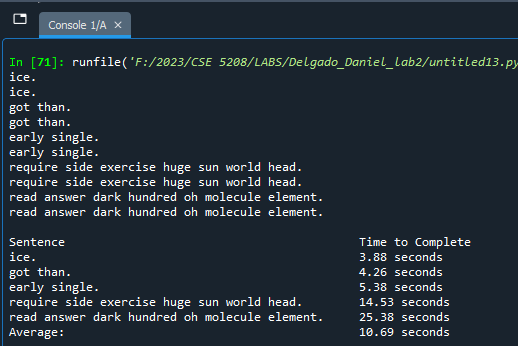 Console 1/A ×
In [71]: runfile('F:/2023/CSE 5208/LABS/Delgado_Daniel_lab2/untitled13.py
ice.
ice.
got than.
got than.
early single.
early single.
require side exercise huge sun world head.
require side exercise huge sun world head.
read answer dark hundred oh molecule element.
read answer dark hundred oh molecule element.
Sentence Time to Complete
ice. 3.88 seconds
got than. 4.26 seconds
early single. 5.38 seconds
require side exercise huge sun world head. 14.53 seconds
read answer dark hundred oh molecule element. 25.38 seconds
Average: 10.69 seconds